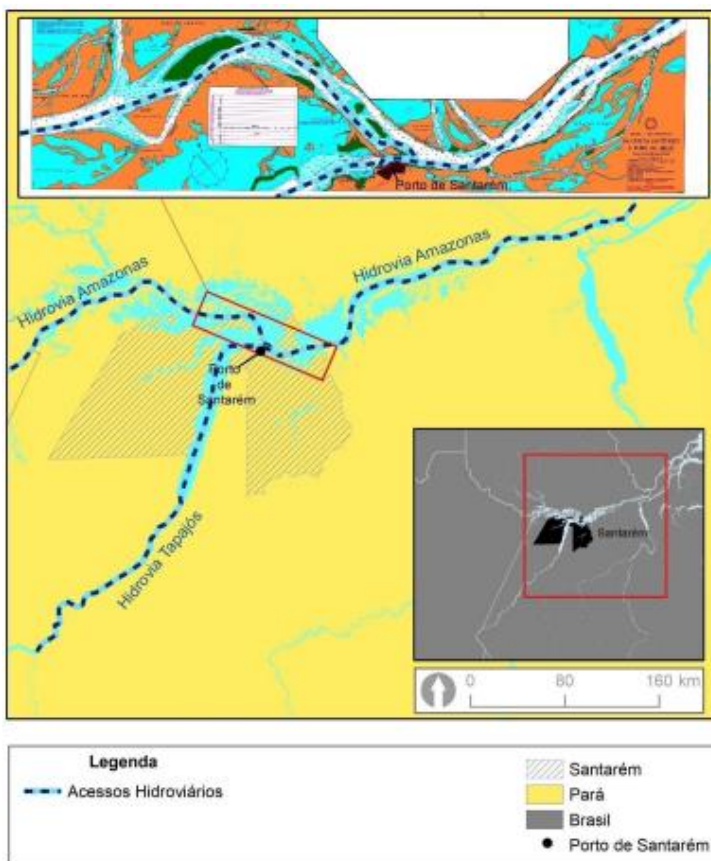 Porto de Santarém
Hidrovia Amazonas
Hidrovia Amazonas
Porto
de
Santarém
Hidrovia Tapajós
Santarém
0 80 160 km
Legenda
Acessos Hidroviários
Santarém
Pará
Brasil
Porto de Santarém